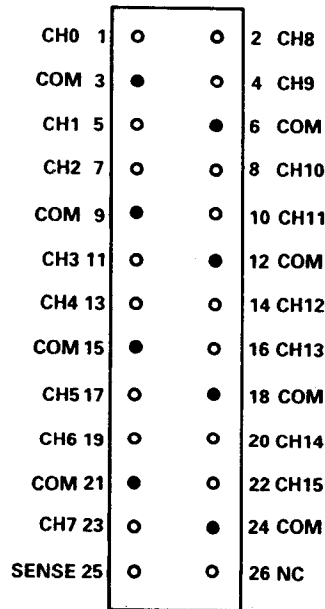 CH0 1 2 CH8
COM 3 4 CH9
CH1 5 6 COM
CH2 7 8 CH10
COM 9 10 CH11
CH3 11 12 COM
CH4 13 14 CH12
COM 15 16 CH13
CH5 17 18 COM
CH6 19 20 CH14
COM 21 22 CH15
CH7 23 24 COM
SENSE 25 26 NC